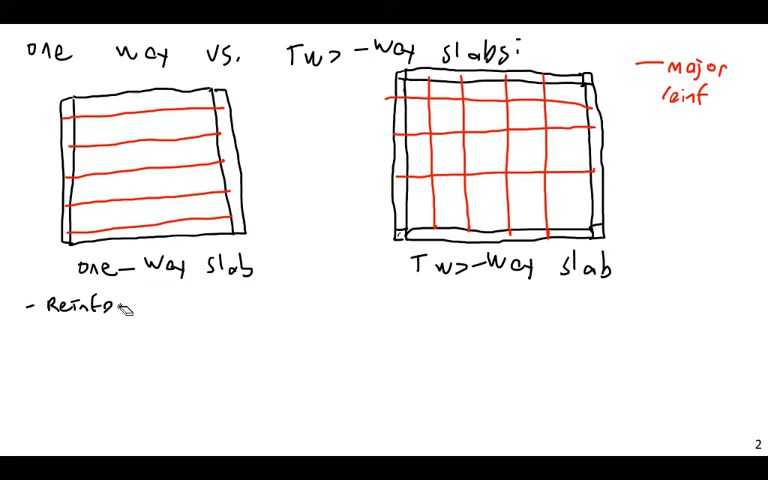 one way vs. Two-way slabs:
major
reinf
one-way slab
Two-way slab
- Reinfo
2